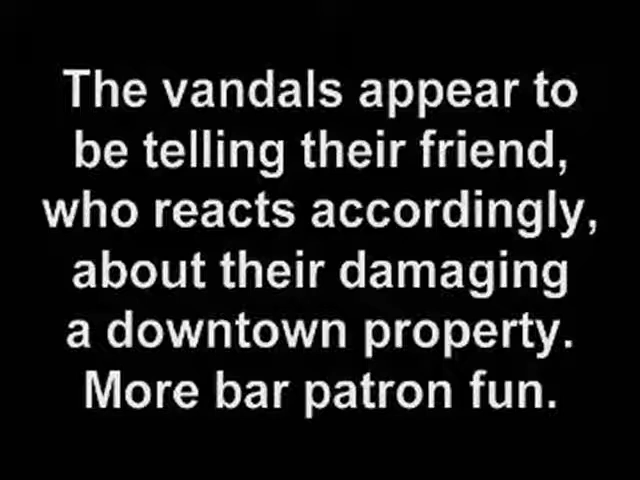 The vandals appear to
be telling their friend,
who reacts accordingly,
about their damaging
a downtown property.
More bar patron fun.